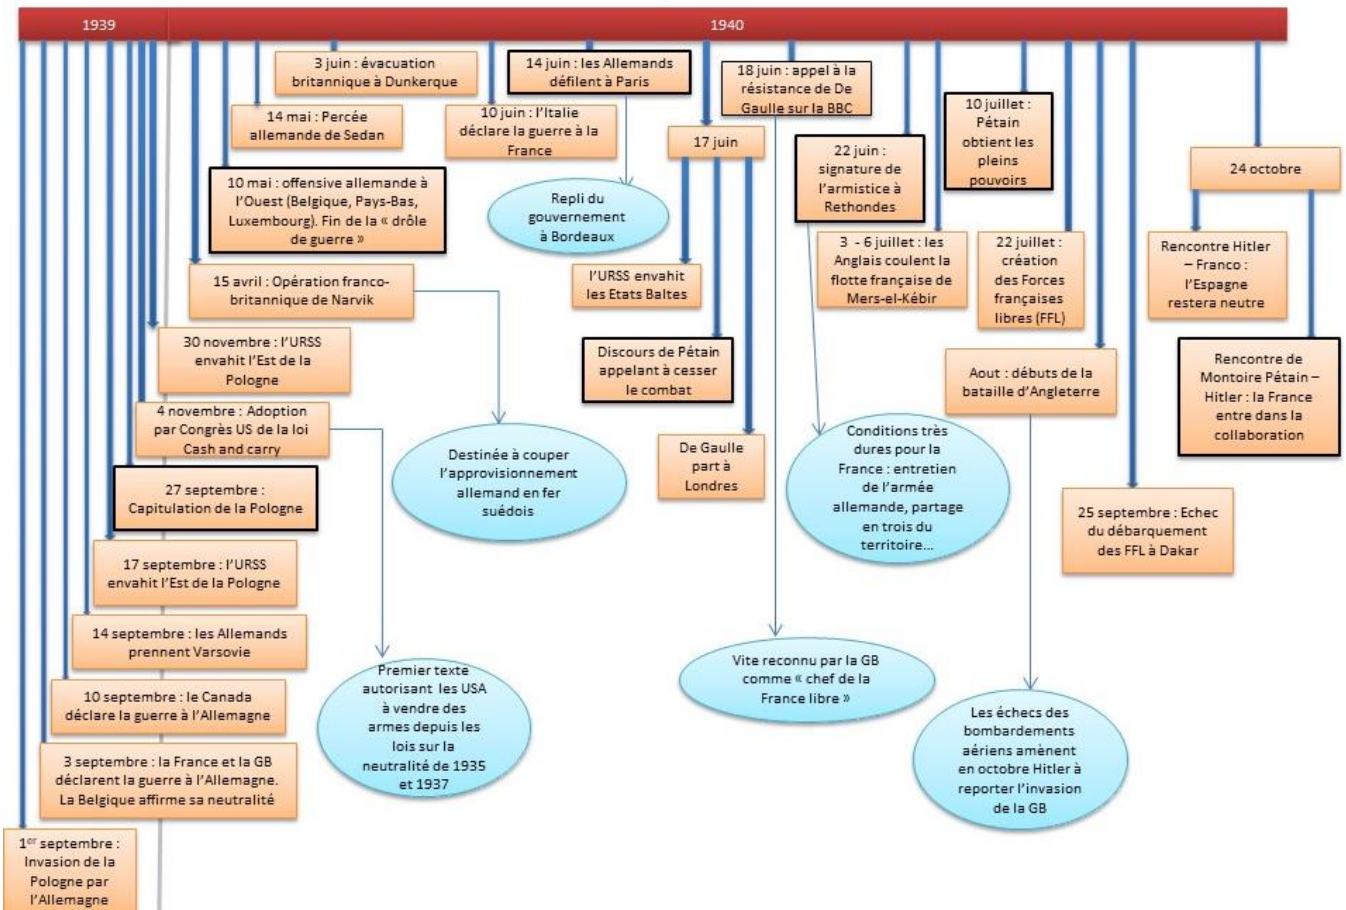 1939
1940
3 juin : évacuation
britannique à Dunkerque
14 juin : les Allemands
défilent à Paris
18 juin : appel à la
résistance de De
Gaulle sur la BBC
14 mai : Percée
allemande de Sedan
10 juin : l'Italie
déclare la guerre à la
France
17 juin
10 juillet :
Pétain
obtient les
pleins
pouvoirs
22 juin :
signature de
l'armistice à
Rethondes
24 octobre
10 mai : offensive allemande à
l'Ouest (Belgique, Pays-Bas,
Luxembourg). Fin de la « drôle
de guerre »
Repli du
gouvernement
à Bordeaux
15 avril : Opération franco-
britannique de Narvik
l'URSS envahit
les Etats Baltes
3 - 6 juillet : les
Anglais coulent la
flotte française de
Mers-el-Kébir
22 juillet :
création
des Forces
françaises
libres (FFL)
Rencontre Hitler
– Franco :
l'Espagne
restera neutre
30 novembre : l'URSS
envahit l'Est de la
Pologne
Discours de Pétain
appelant à cesser
le combat
Aout : débuts de la
bataille d'Angleterre
Rencontre de
Montoire Pétain –
Hitler : la France
entre dans la
collaboration
4 novembre : Adoption
par Congrès US de la loi
Cash and carry
Destinée à couper
l'approvisionnement
allemand en fer
suédois
De Gaulle
part à
Londres
Conditions très
dures pour la
France : entretien
de l'armée
allemande, partage
en trois du
territoire...
27 septembre :
Capitulation de la Pologne
25 septembre : Echec
du débarquement
des FFL à Dakar
17 septembre : l'URSS
envahit l'Est de la Pologne
14 septembre : les Allemands
prennent Varsovie
Premier texte
autorisant les USA
à vendre des
armes depuis les
lois sur la
neutralité de 1935
et 1937
Vite reconnu par la GB
comme « chef de la
France libre »
10 septembre : le Canada
déclare la guerre à l'Allemagne
Les échecs des
bombardements
aériens amènent
en octobre Hitler à
reporter l'invasion
de la GB
3 septembre : la France et la GB
déclarent la guerre à l'Allemagne.
La Belgique affirme sa neutralité
1er septembre :
Invasion de la
Pologne par
l'Allemagne